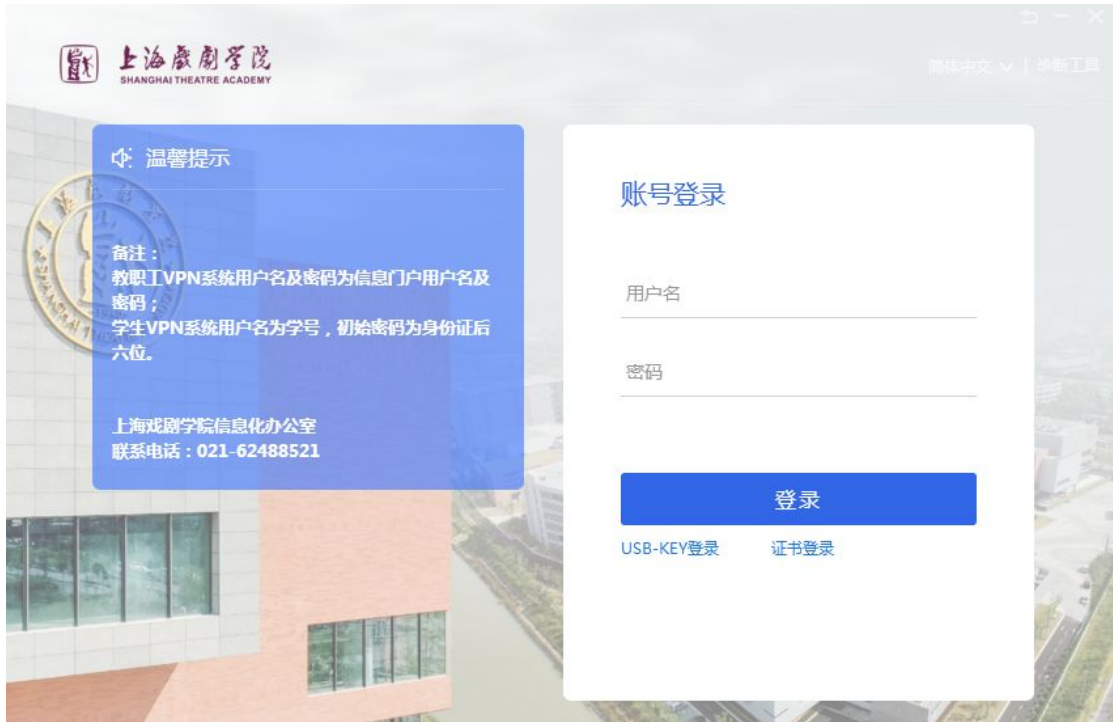 上海戲劇学院
SHANGHAI THEATRE ACADEMY
简体中文 | 诊断工具
温馨提示
备注：
教职工VPN系统用户名及密码为信息门户用户名及
密码；
学生VPN系统用户名为学号，初始密码为身份证后
六位。
上海戏剧学院信息化办公室
联系电话：021-62488521
账号登录
用户名
密码
登录
USB-KEY登录
证书登录